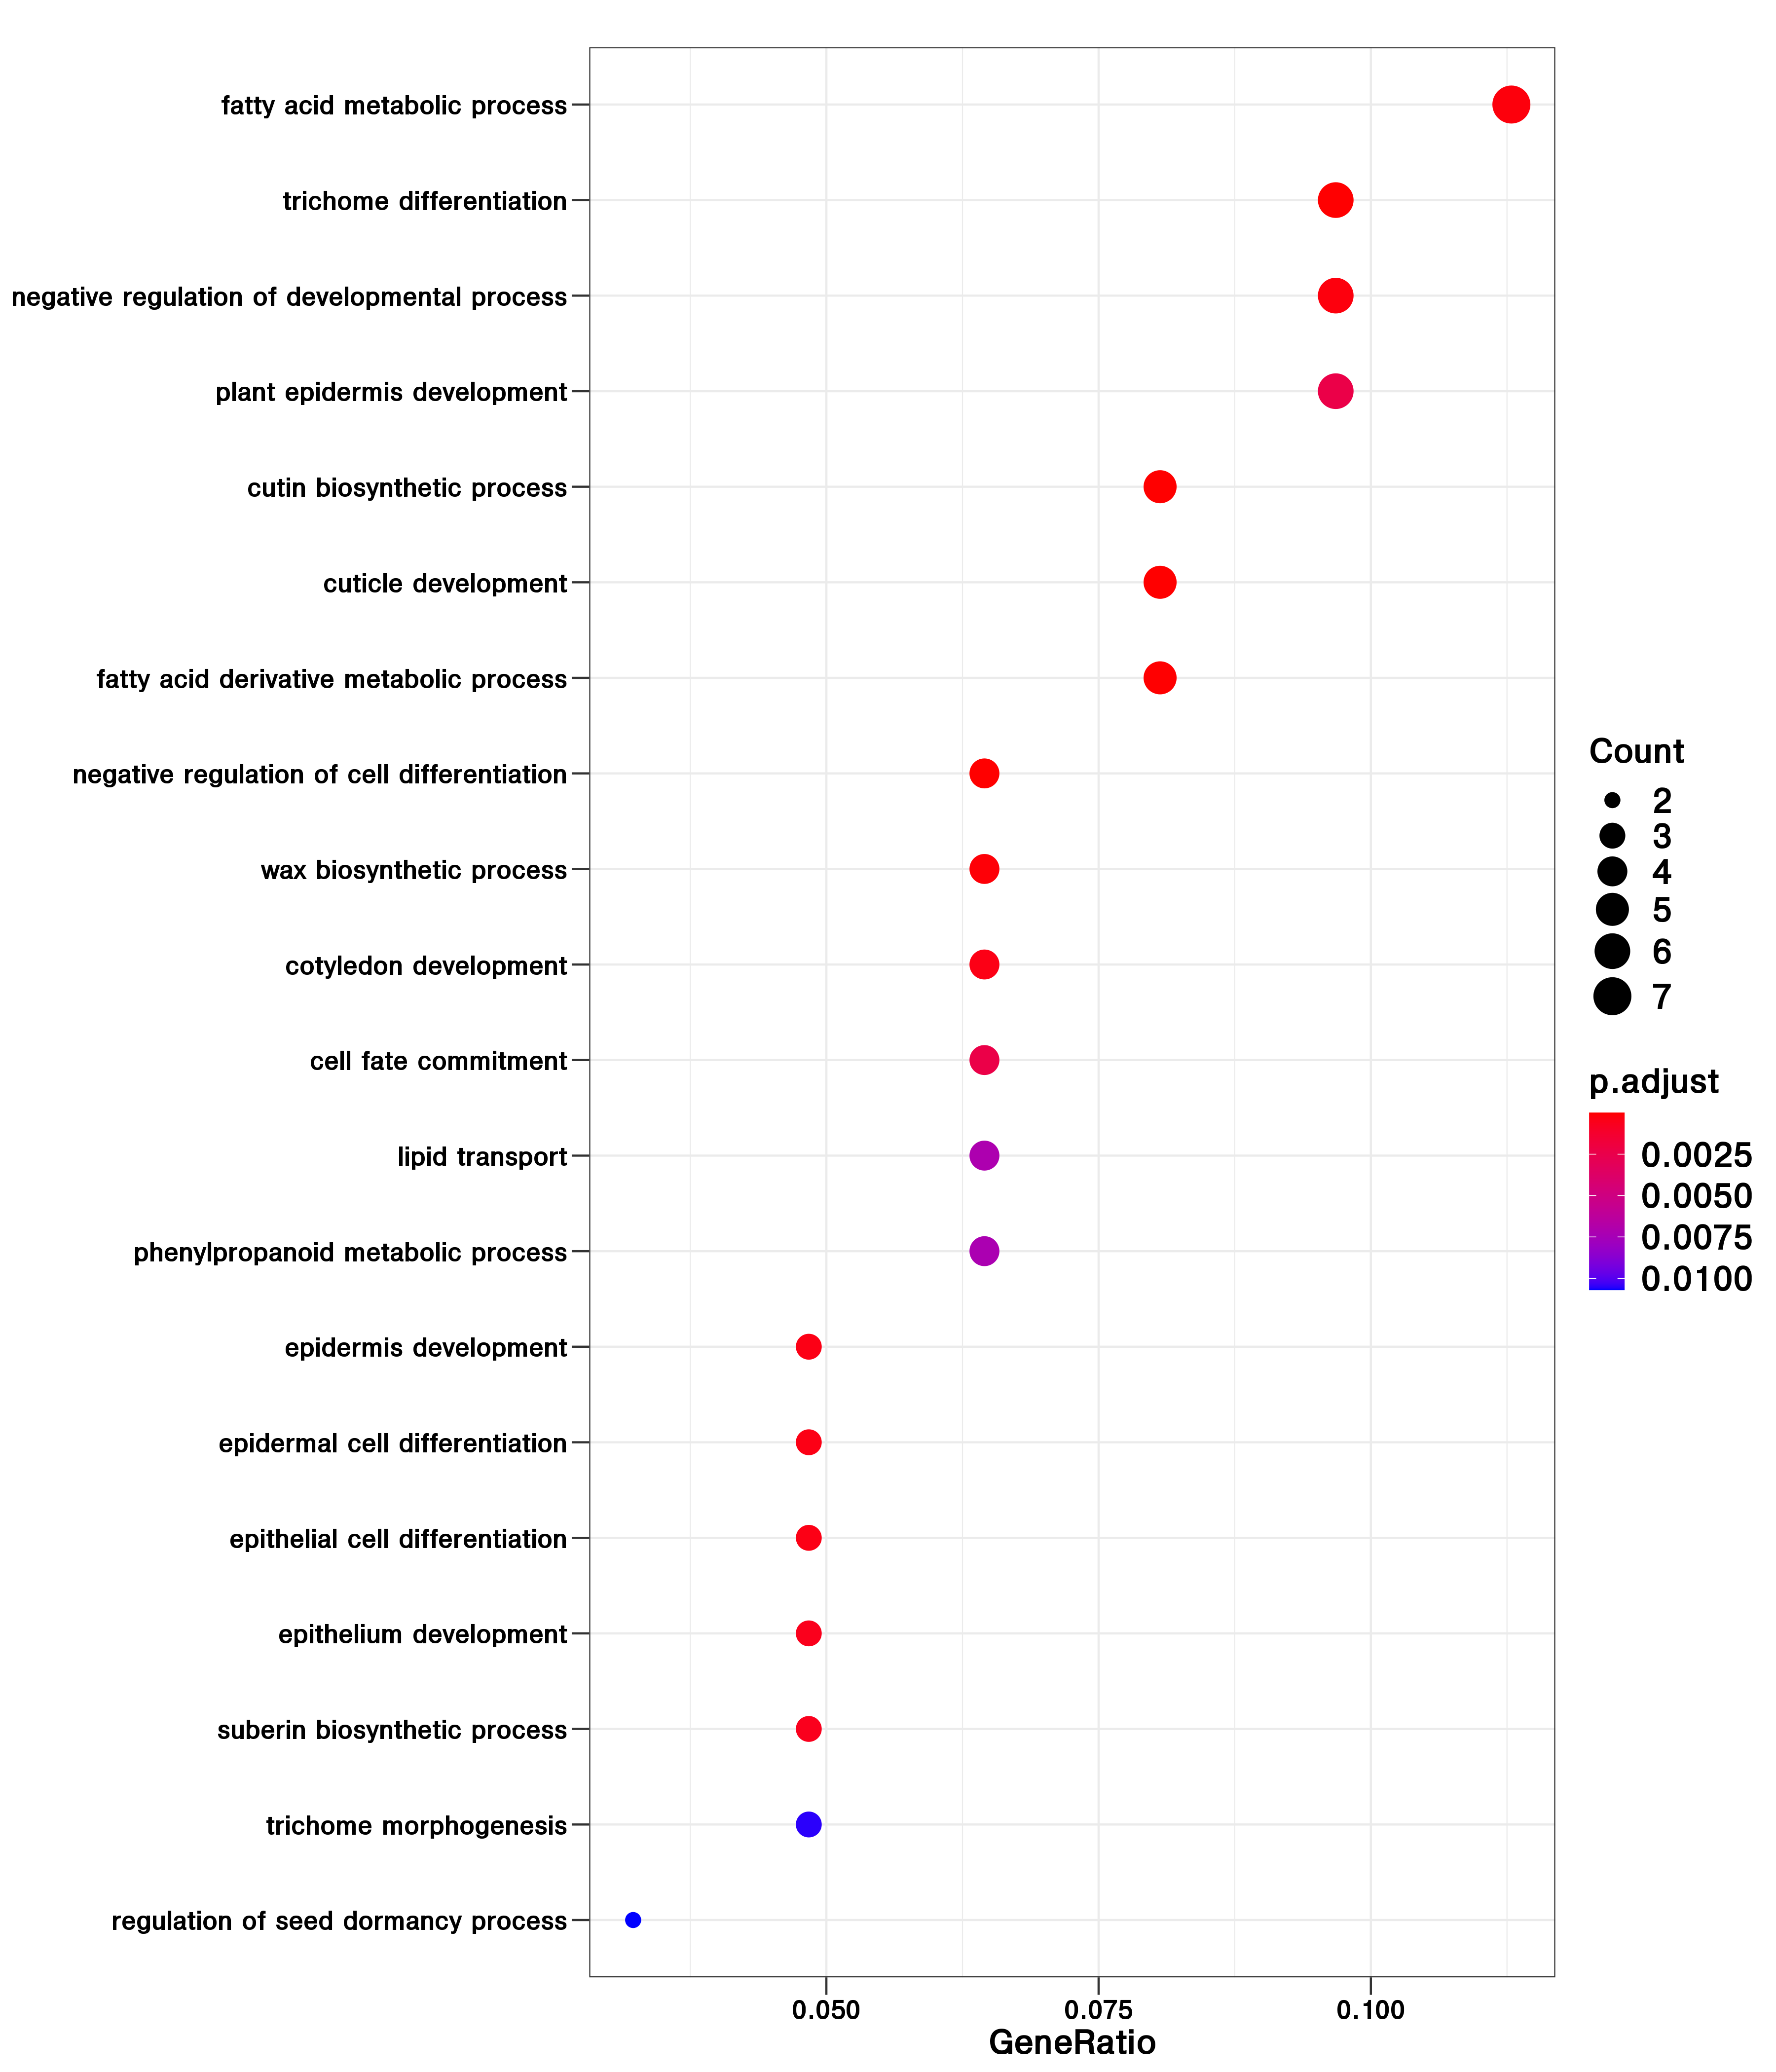 fatty acid metabolic process
trichome differentiation
negative regulation of developmental process
plant epidermis development
cutin biosynthetic process
cuticle development
fatty acid derivative metabolic process
negative regulation of cell differentiation
wax biosynthetic process
cotyledon development
cell fate commitment
lipid transport
phenylpropanoid metabolic process
epidermis development
epidermal cell differentiation
epithelial cell differentiation
epithelium development
suberin biosynthetic process
trichome morphogenesis
regulation of seed dormancy process
0.050 0.075 0.100
GeneRatio
Count
2
3
4
5
6
7
p.adjust
0.0025
0.0050
0.0075
0.0100